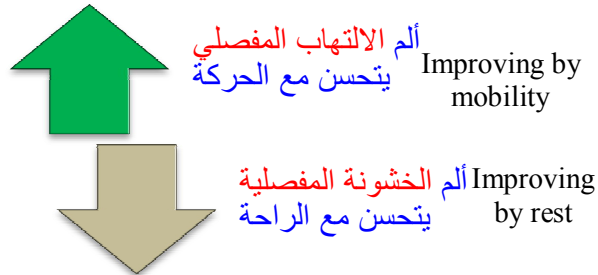 ألم الالتهاب المفصلي
يتحسن مع الحركة
Improving by
mobility
ألم الخشونة المفصلية
يتحسن مع الراحة
Improving
by rest